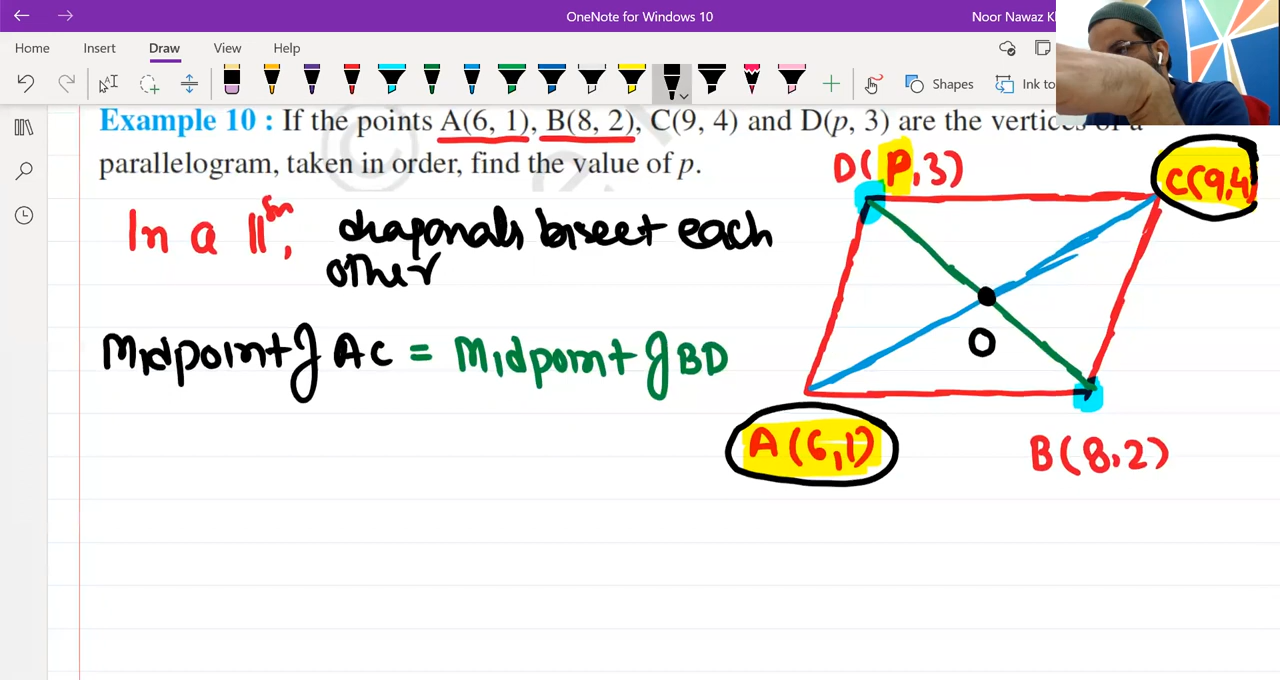 OneNote for Windows 10
Noor Nawaz Kh
Home Insert Draw View Help
Shapes Ink to
Example 10 : If the points A(6, 1), B(8, 2), C(9, 4) and D(p, 3) are the vertices of a
parallelogram, taken in order, find the value of p.
D(P,3)
C(9,4
In a ||gm, diagonals bisect each
other
Midpoint of AC = Midpoint of BD
O
A(6,1)
B(8,2)